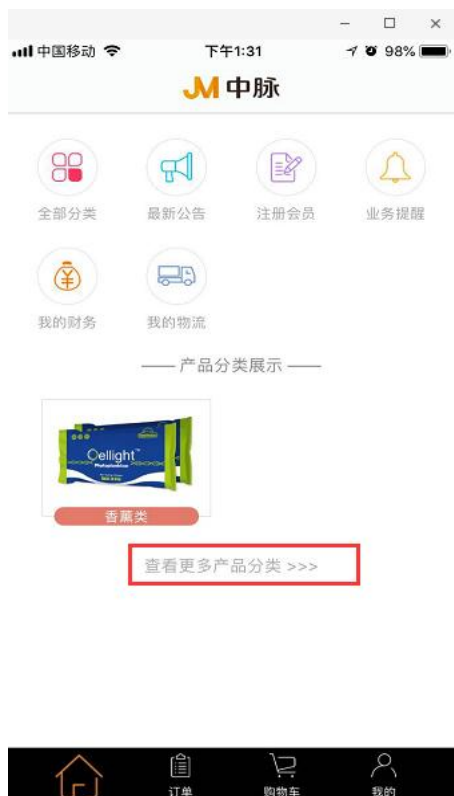 中国移动 下午1:31 98%
JM 中脉
全部分类 最新公告 注册会员 业务提醒
我的财务 我的物流
产品分类展示
Cellight™
香薰类
查看更多产品分类 >>>
订单 购物车 我的